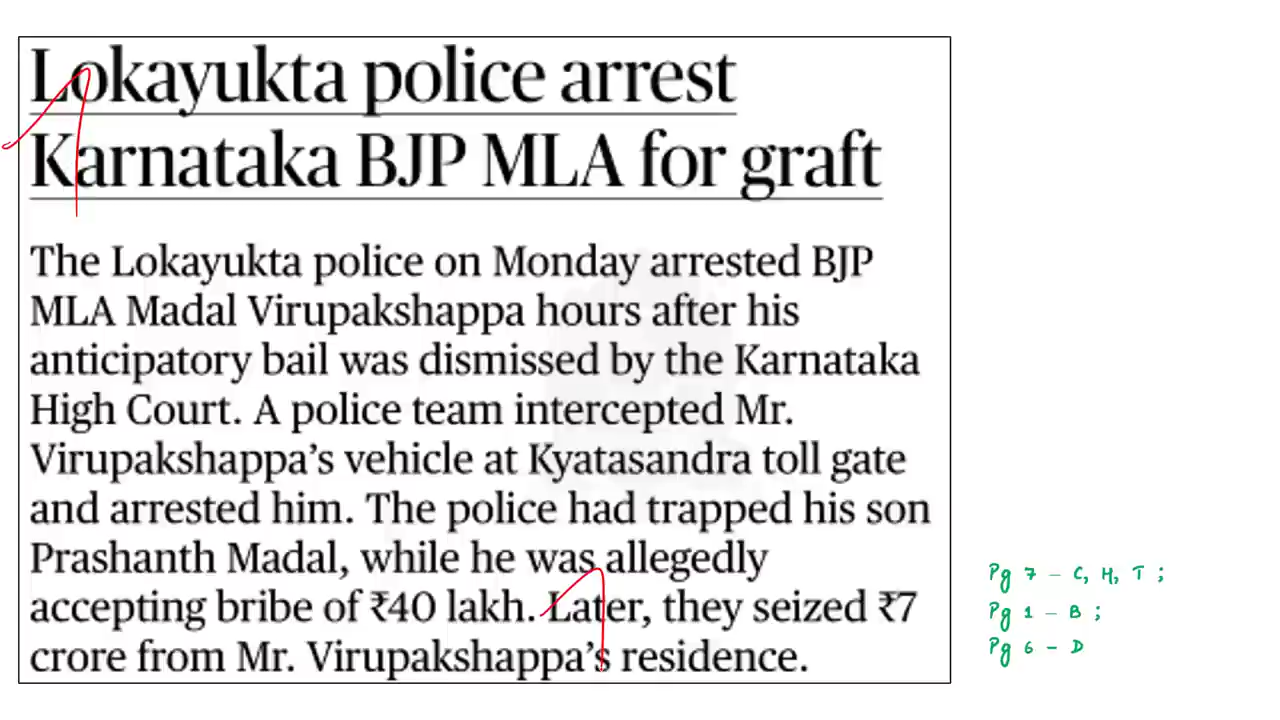 Lokayukta police arrest
Karnataka BJP MLA for graft
The Lokayukta police on Monday arrested BJP
MLA Madal Virupakshappa hours after his
anticipatory bail was dismissed by the Karnataka
High Court. A police team intercepted Mr.
Virupakshappa’s vehicle at Kyatasandra toll gate
and arrested him. The police had trapped his son
Prashanth Madal, while he was allegedly
accepting bribe of ₹40 lakh. Later, they seized ₹7
crore from Mr. Virupakshappa’s residence.
Pg 7 – C, H, T ;
Pg 1 – B ;
Pg 6 – D